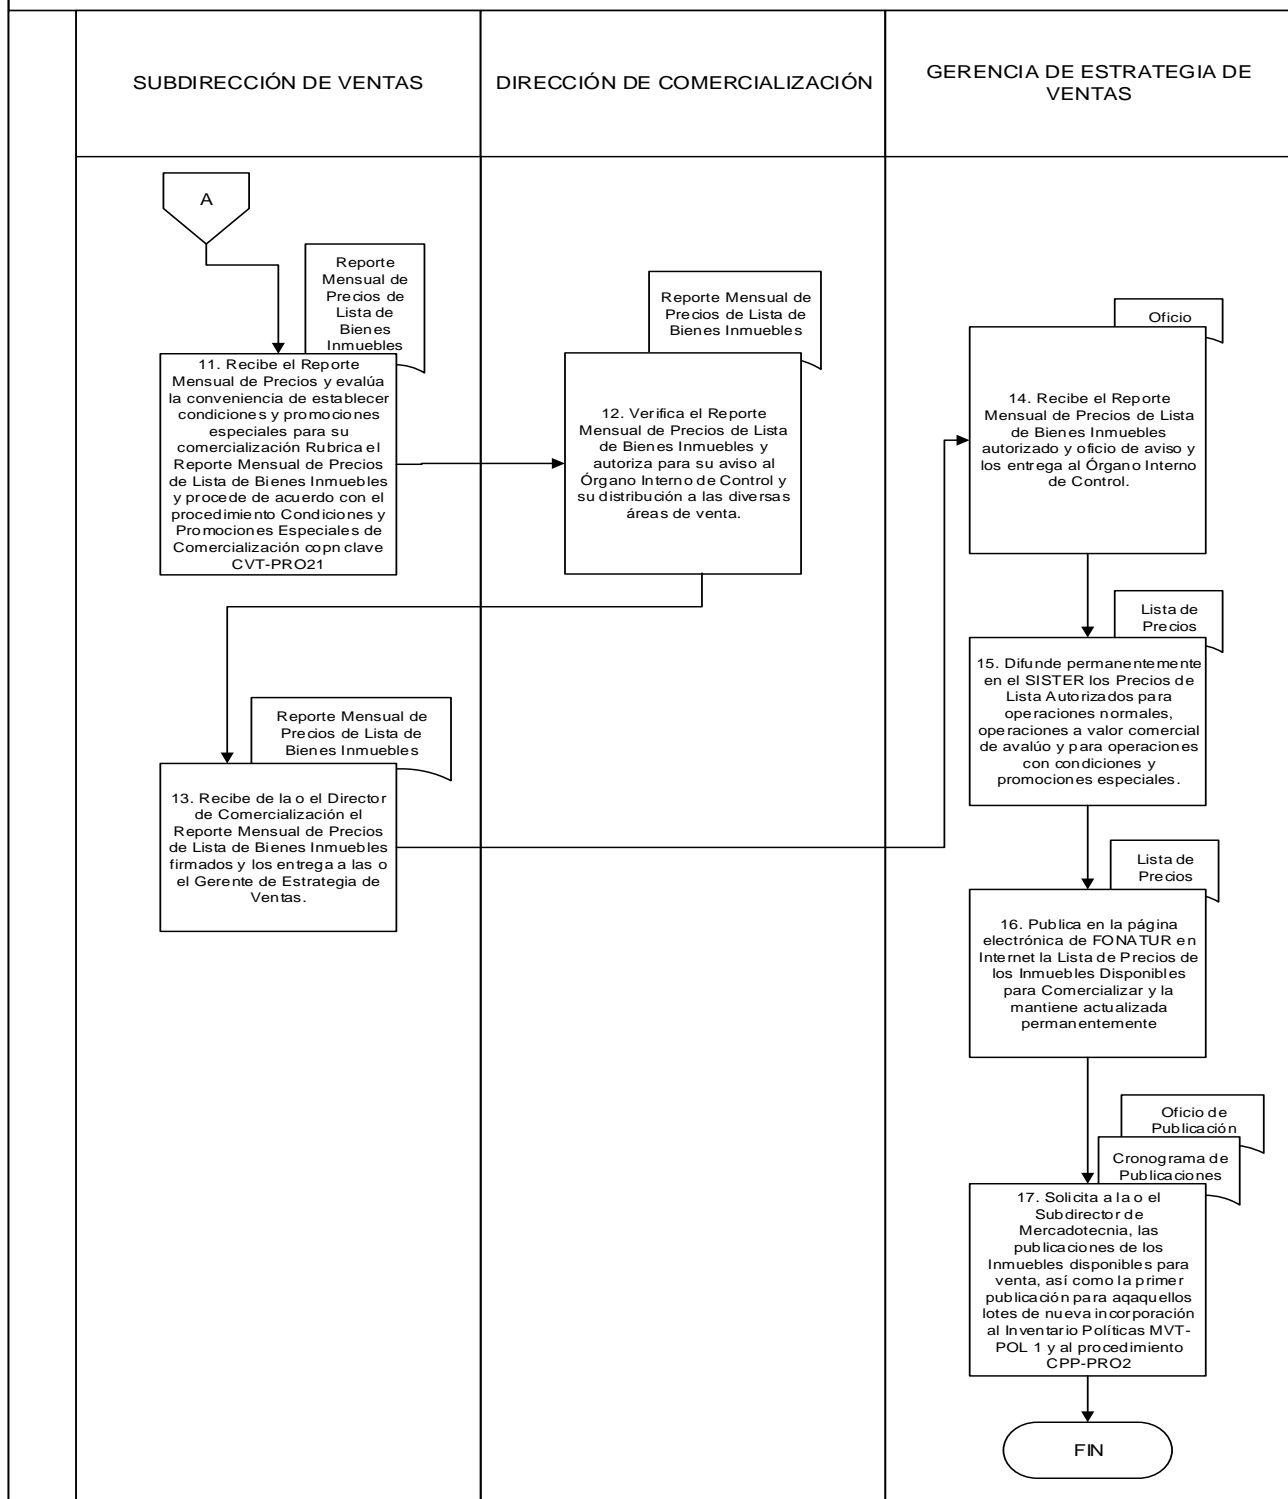 SUBDIRECCIÓN DE VENTAS
DIRECCIÓN DE COMERCIALIZACIÓN
GERENCIA DE ESTRATEGIA DE
VENTAS
A
Reporte
Mensual de
Precios de
Lista de
Bienes
Inmuebles
11. Recibe el Reporte
Mensual de Precios y evalúa
la conveniencia de establecer
condiciones y promociones
especiales para su
comercialización Rubrica el
Reporte Mensual de Precios
de Lista de Bienes Inmuebles
y procede de acuerdo con el
procedimiento Condiciones y
Promociones Especiales de
Comercialización copn clave
CVT-PRO21
Reporte Mensual de
Precios de Lista de
Bienes Inmuebles
12. Verifica el Reporte
Mensual de Precios de Lista
de Bienes Inmuebles y
autoriza para su aviso al
Órgano Interno de Control y
su distribución a las diversas
áreas de venta.
Reporte Mensual de
Precios de Lista de
Bienes Inmuebles
13. Recibe de la o el Director
de Comercialización el
Reporte Mensual de Precios
de Lista de Bienes Inmuebles
firmados y los entrega a las o
el Gerente de Estrategia de
Ventas.
Oficio
14. Recibe el Reporte
Mensual de Precios de Lista
de Bienes Inmuebles
autorizado y oficio de aviso y
los entrega al Órgano Interno
de Control.
Lista de
Precios
15. Difunde permanentemente
en el SISTER los Precios de
Lista Autorizados para
operaciones normales,
operaciones a valor comercial
de avalúo y para operaciones
con condiciones y
promociones especiales.
Lista de
Precios
16. Publica en la página
electrónica de FONATUR en
Internet la Lista de Precios de
los Inmuebles Disponibles
para Comercializar y la
mantiene actualizada
permanentemente
Oficio de
Publicación
Cronograma de
Publicaciones
17. Solicita a la o el
Subdirector de
Mercadotecnia, las
publicaciones de los
Inmuebles disponibles para
venta, así como la primer
publicación para aqaquellos
lotes de nueva incorporación
al Inventario Políticas MVT-
POL 1 y al procedimiento
CPP-PRO2
FIN